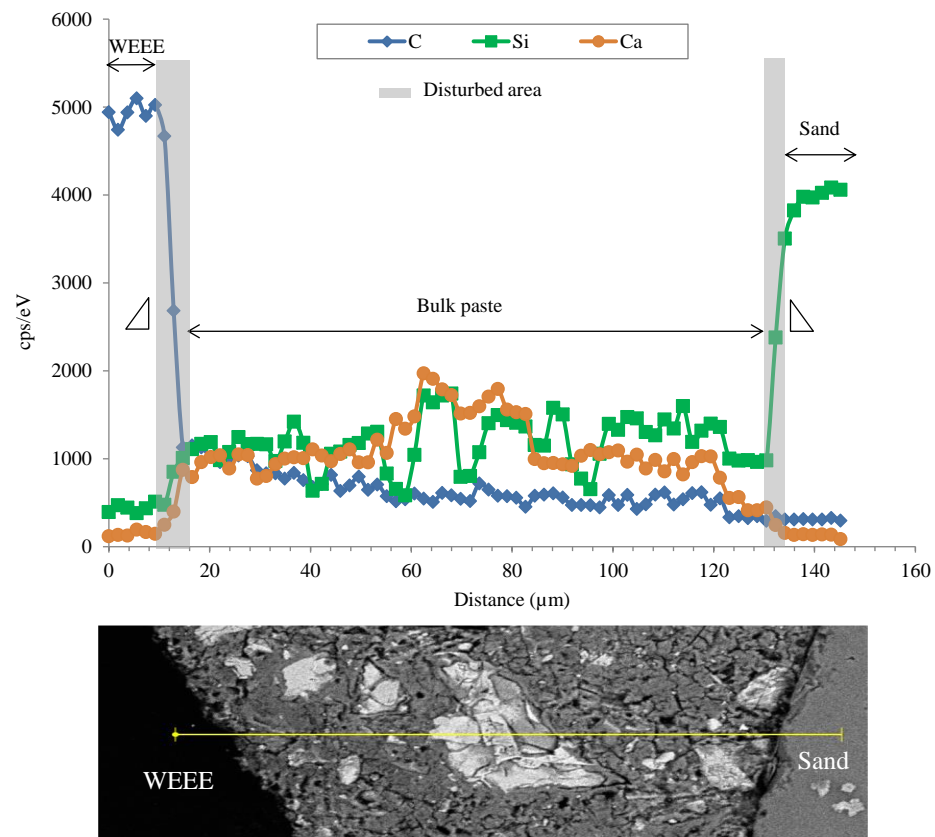 6000
5000
4000
3000
2000
1000
0
cps/eV
WEEE
C Si Ca
Disturbed area
Sand
Bulk paste
0 20 40 60 80 100 120 140 160
Distance (µm)
WEEE
Sand